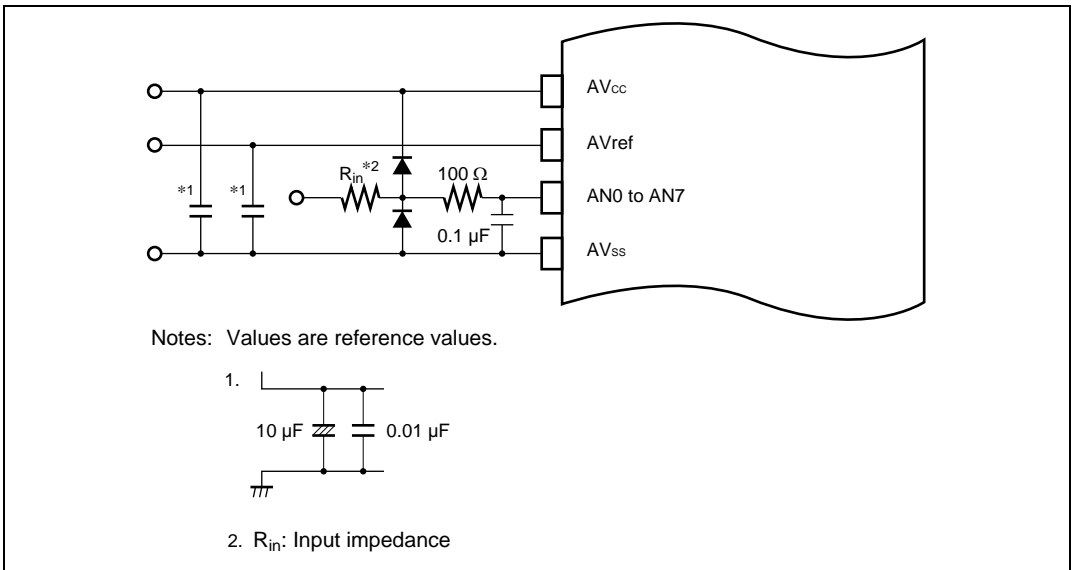 AVcc
AVref
Rin*2
100 Ω
*1
*1
AN0 to AN7
0.1 µF
AVss
Notes: Values are reference values.
1.
10 µF
0.01 µF
2. Rin: Input impedance